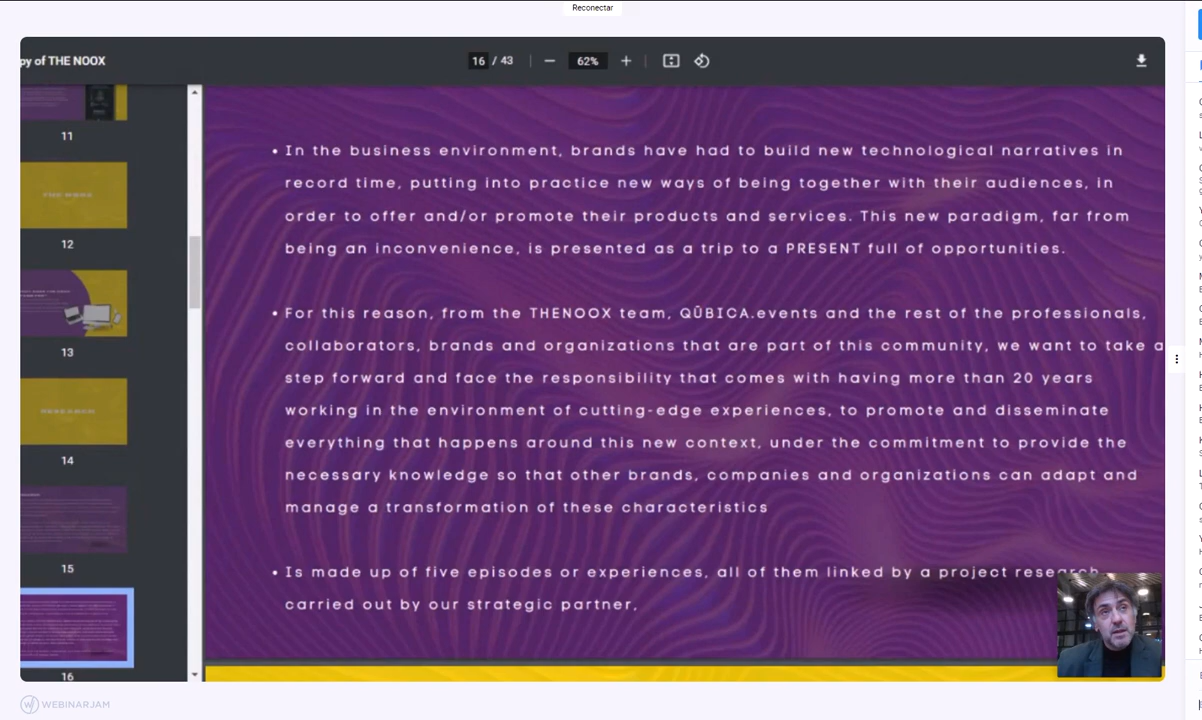 Reconectar
py of THE NOOX
16 / 43
62%
11
12
13
14
15
16
• In the business environment, brands have had to build new technological narratives in
record time, putting into practice new ways of being together with their audiences, in
order to offer and/or promote their products and services. This new paradigm, far from
being an inconvenience, is presented as a trip to a PRESENT full of opportunities.
• For this reason, from the THENOOX team, QÛBICA.events and the rest of the professionals,
collaborators, brands and organizations that are part of this community, we want to take a
step forward and face the responsibility that comes with having more than 20 years
working in the environment of cutting-edge experiences, to promote and disseminate
everything that happens around this new context, under the commitment to provide the
necessary knowledge so that other brands, companies and organizations can adapt and
manage a transformation of these characteristics
• Is made up of five episodes or experiences, all of them linked by a project research
carried out by our strategic partner,
WEBINARJAM